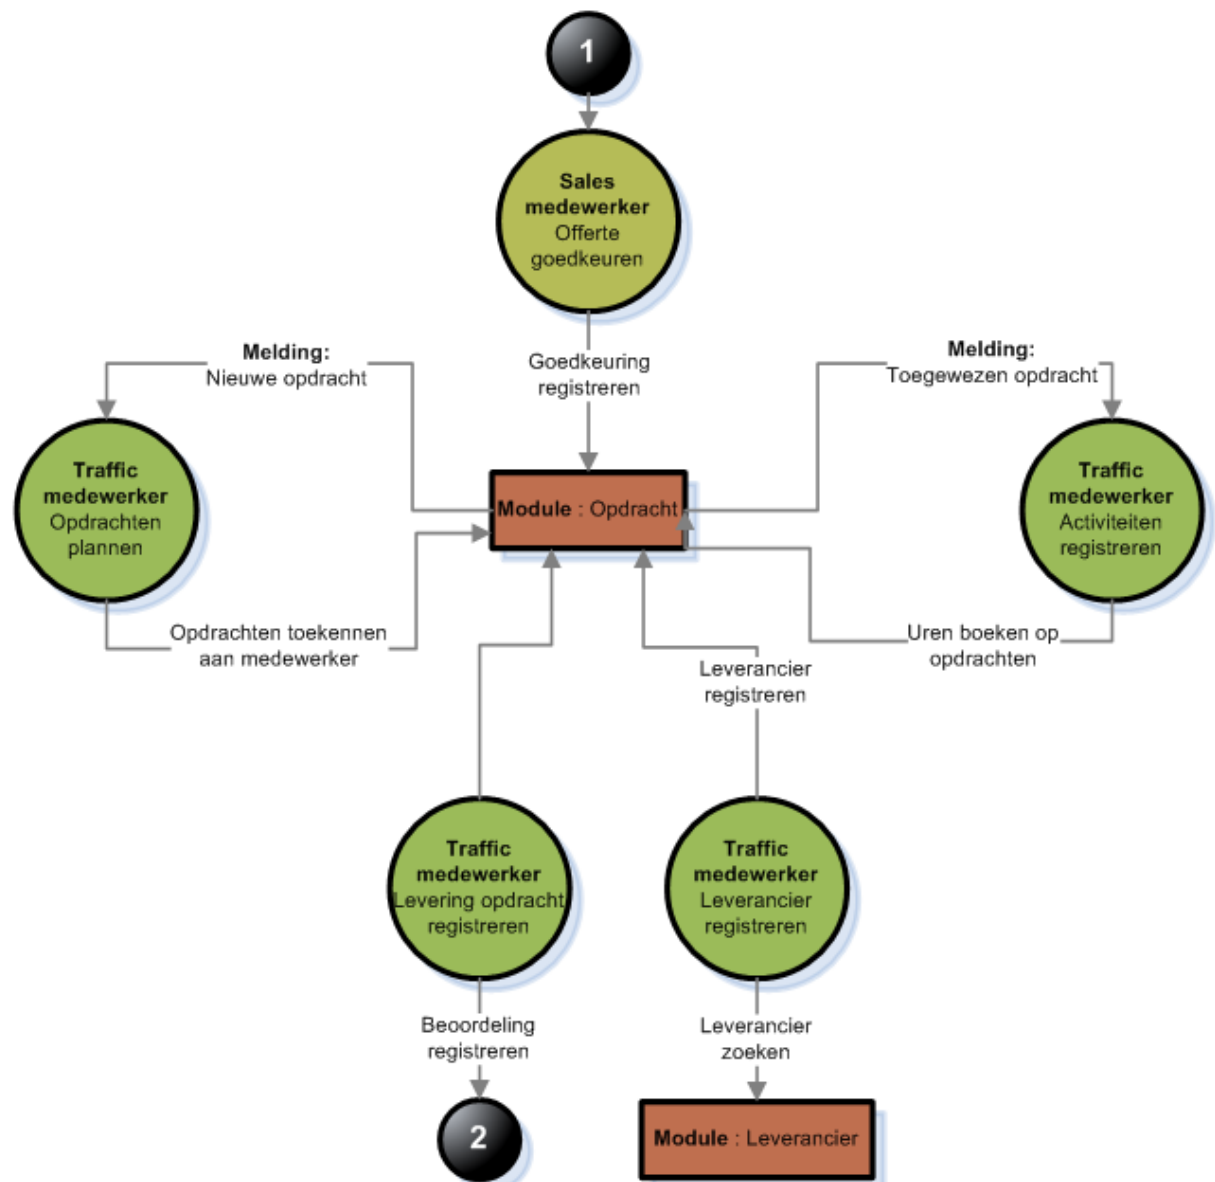 1
Sales
medewerker
Offerte
goedkeuren
Goedkeuring
registreren
Melding:
Nieuwe opdracht
Melding:
Toegewezen opdracht
Traffic
medewerker
Opdrachten
plannen
Module : Opdracht
Traffic
medewerker
Activiteiten
registreren
Opdrachten toekennen
aan medewerker
Uren boeken op
opdrachten
Leverancier
registreren
Traffic
medewerker
Levering opdracht
registreren
Traffic
medewerker
Leverancier
registreren
Beoordeling
registreren
Leverancier
zoeken
2
Module : Leverancier